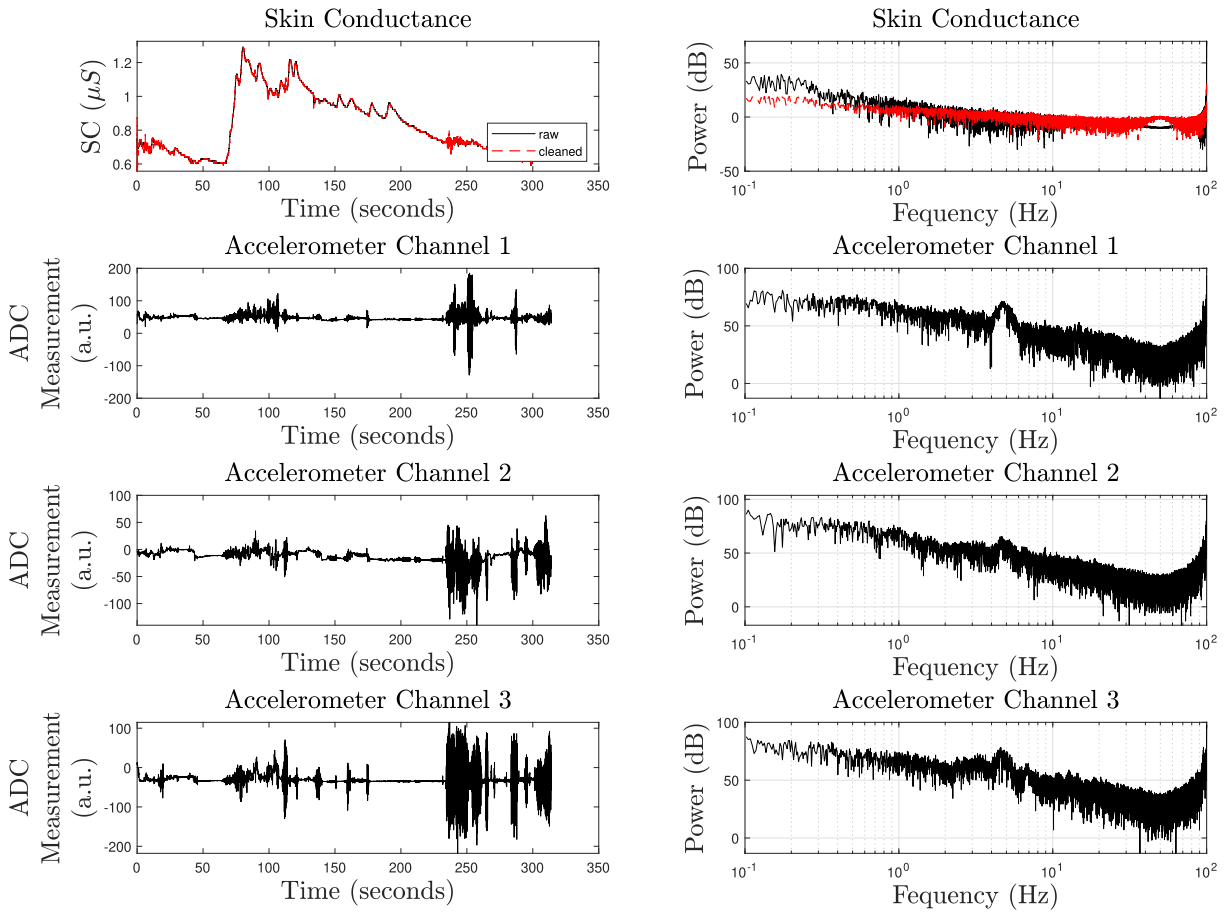 Skin Conductance
SC (μS)
1.2
1
0.8
0.6
raw
cleaned
0 50 100 150 200 250 300 350
Time (seconds)
Skin Conductance
Power (dB)
50
0
-50
10^-1 10^0 10^1 10^2
Fequency (Hz)
Accelerometer Channel 1
ADC
Measurement
(a.u.)
200
100
0
-100
-200
0 50 100 150 200 250 300 350
Time (seconds)
Accelerometer Channel 1
Power (dB)
100
50
0
10^-1 10^0 10^1 10^2
Fequency (Hz)
Accelerometer Channel 2
ADC
Measurement
(a.u.)
100
50
0
-50
-100
0 50 100 150 200 250 300 350
Time (seconds)
Accelerometer Channel 2
Power (dB)
100
50
0
10^-1 10^0 10^1 10^2
Fequency (Hz)
Accelerometer Channel 3
ADC
Measurement
(a.u.)
100
0
-100
-200
0 50 100 150 200 250 300 350
Time (seconds)
Accelerometer Channel 3
Power (dB)
100
50
0
10^-1 10^0 10^1 10^2
Fequency (Hz)